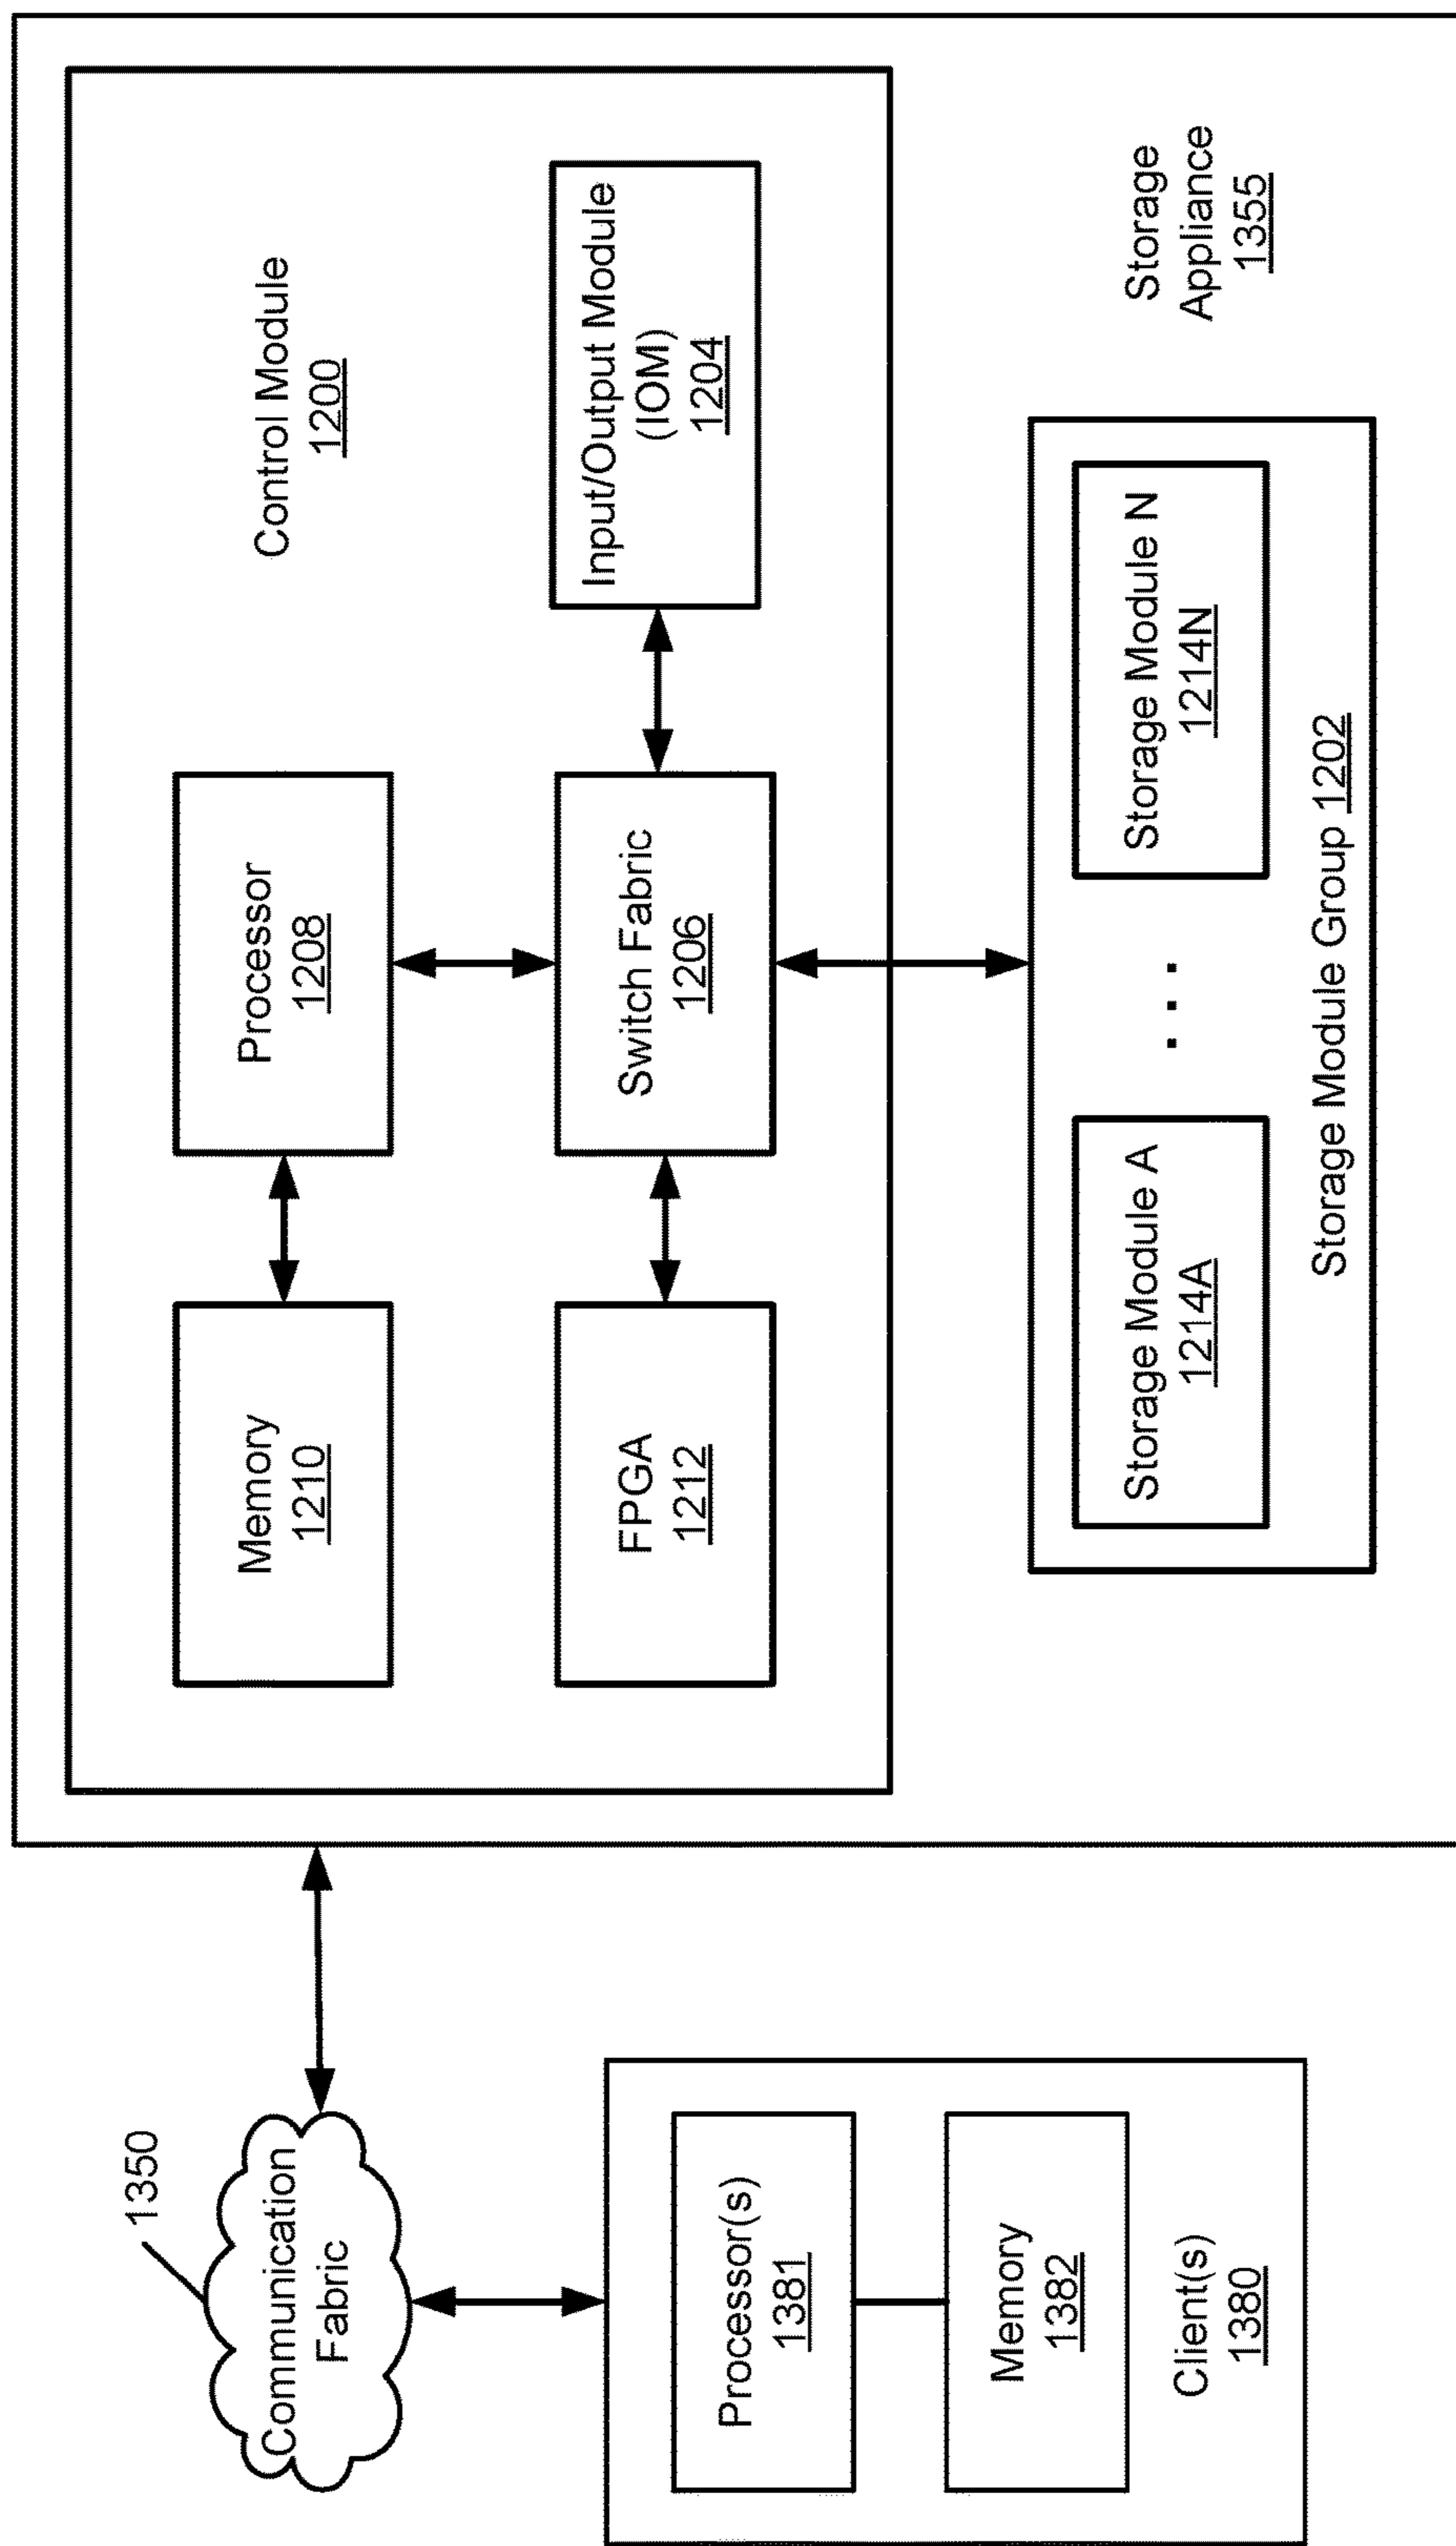 1350
Communication
Fabric
Processor(s)
1381
Memory
1382
Client(s)
1380
Memory
1210
Processor
1208
Control Module
1200
FPGA
1212
Switch Fabric
1206
Input/Output Module
(IOM)
1204
Storage Module A
1214A
. . .
Storage Module N
1214N
Storage Module Group 1202
Storage
Appliance
1355